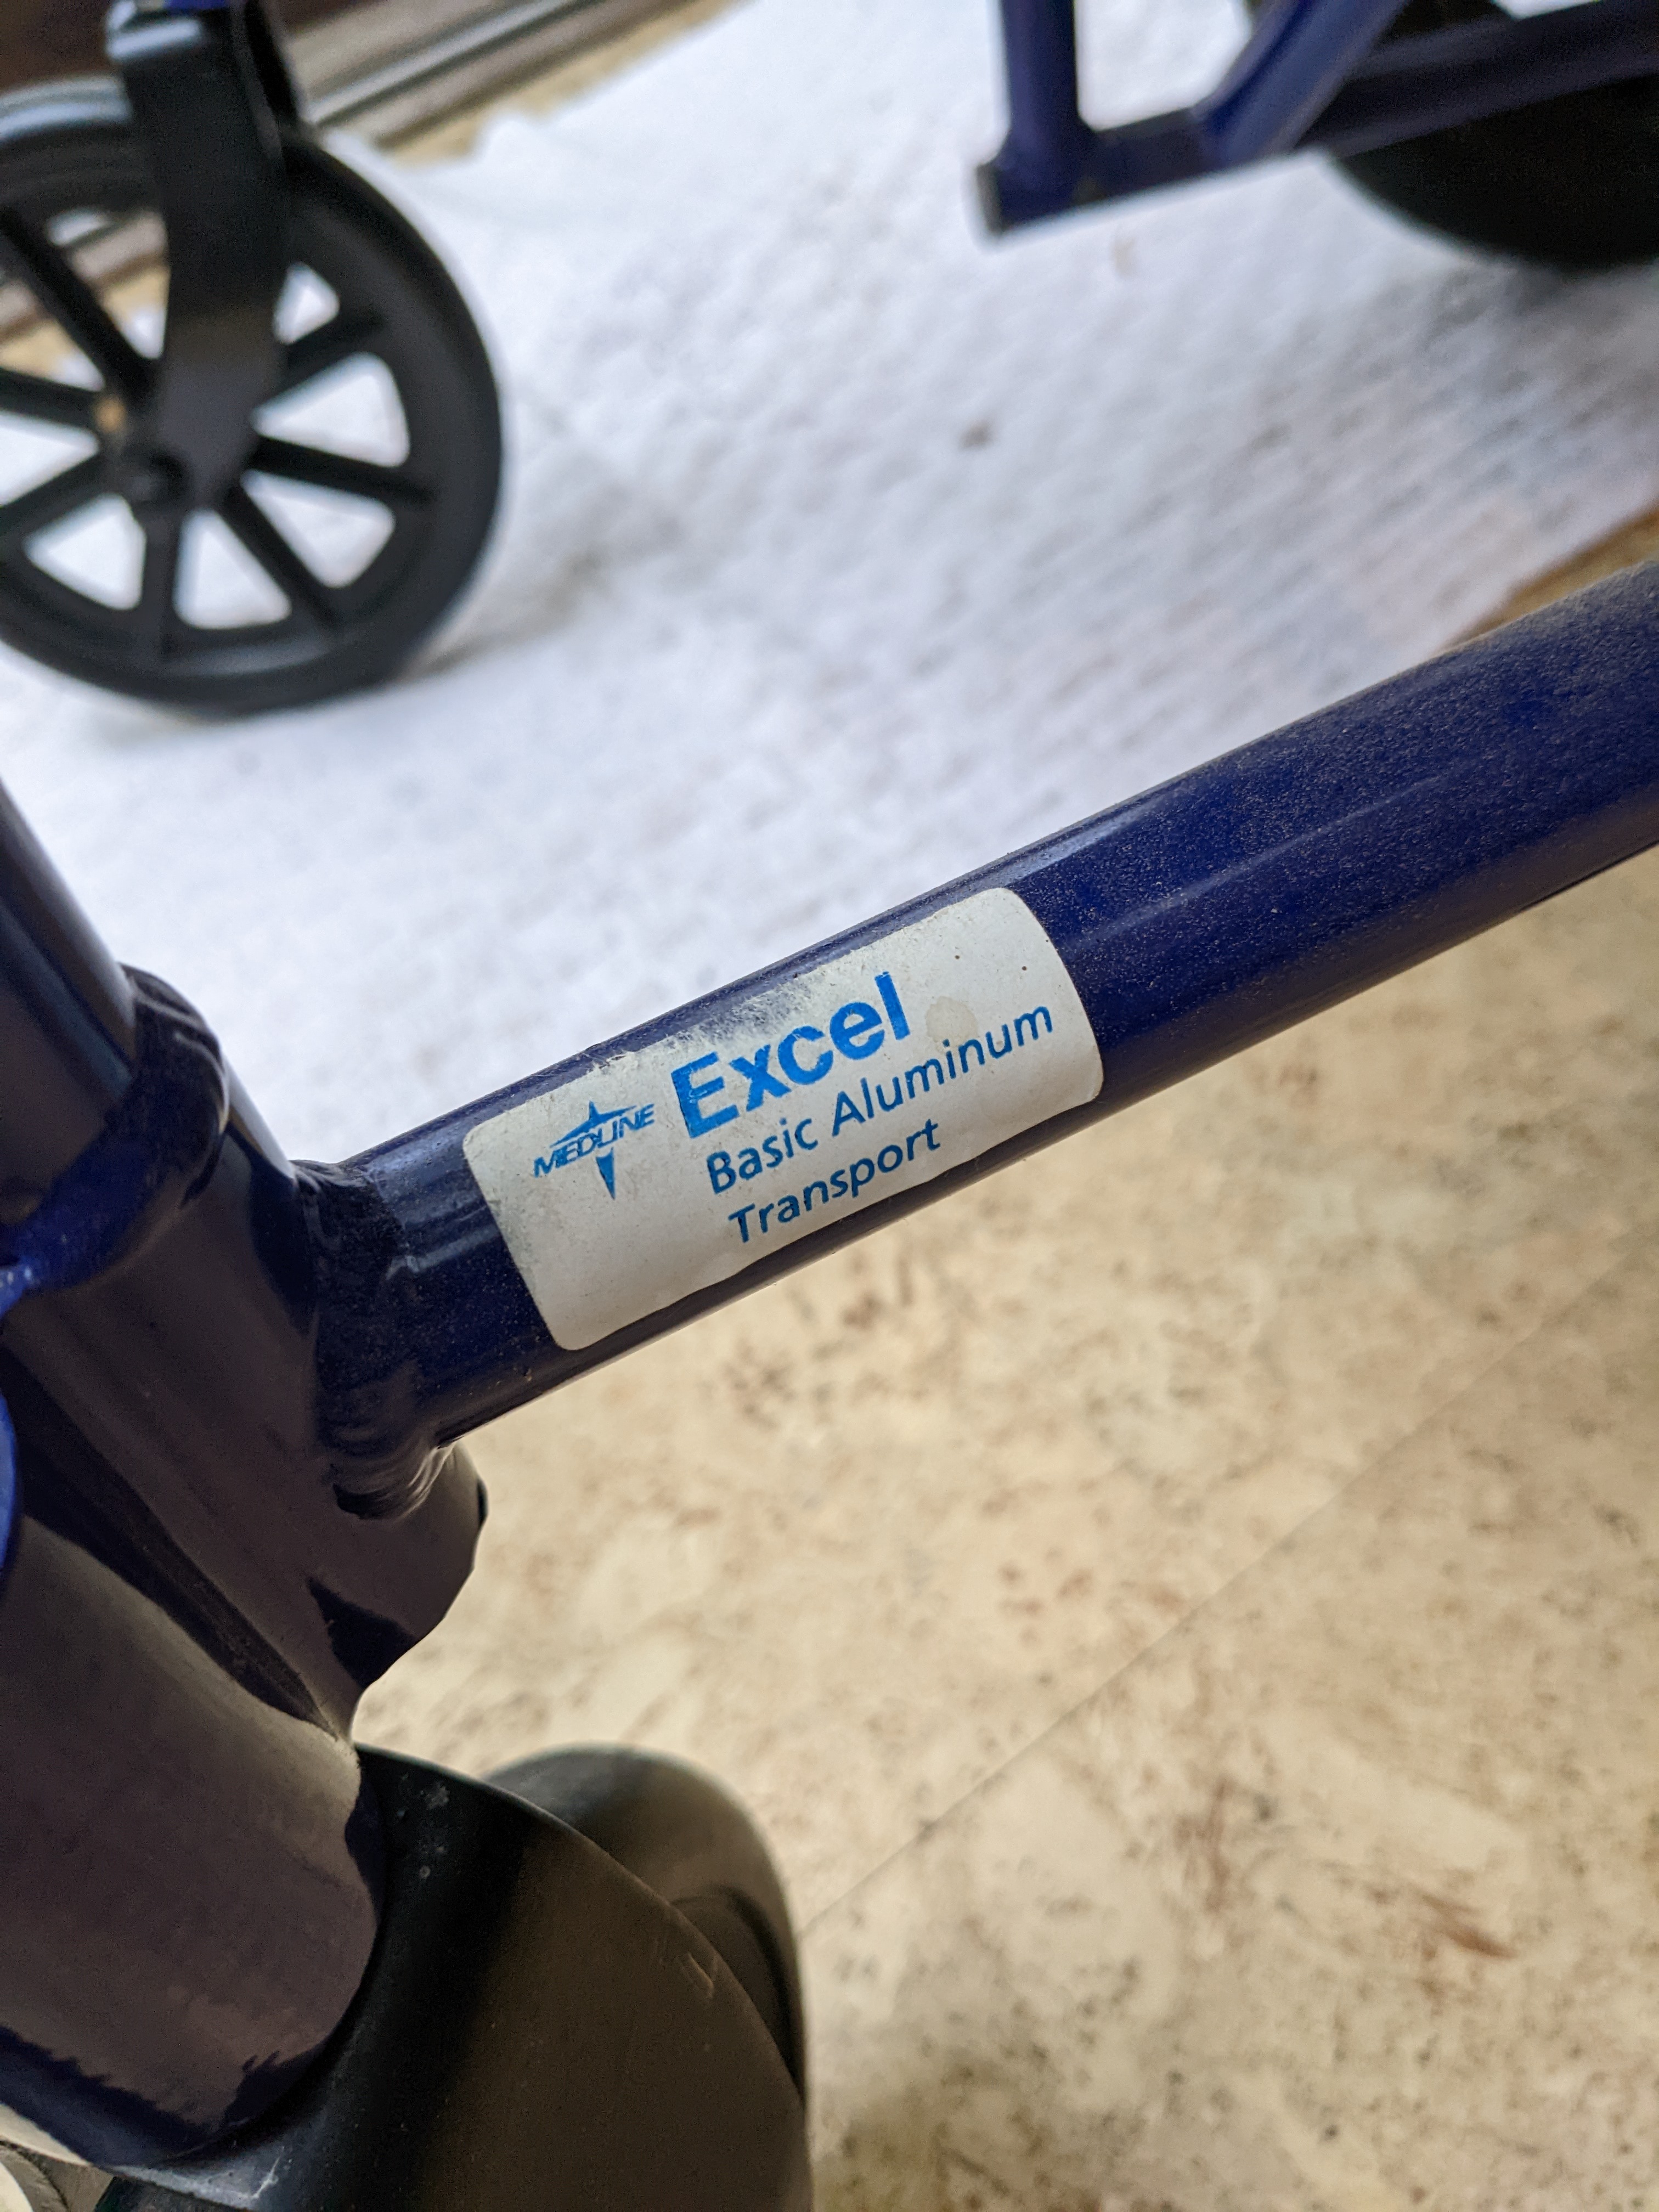 MEDLINE
Excel
Basic Aluminum
Transport